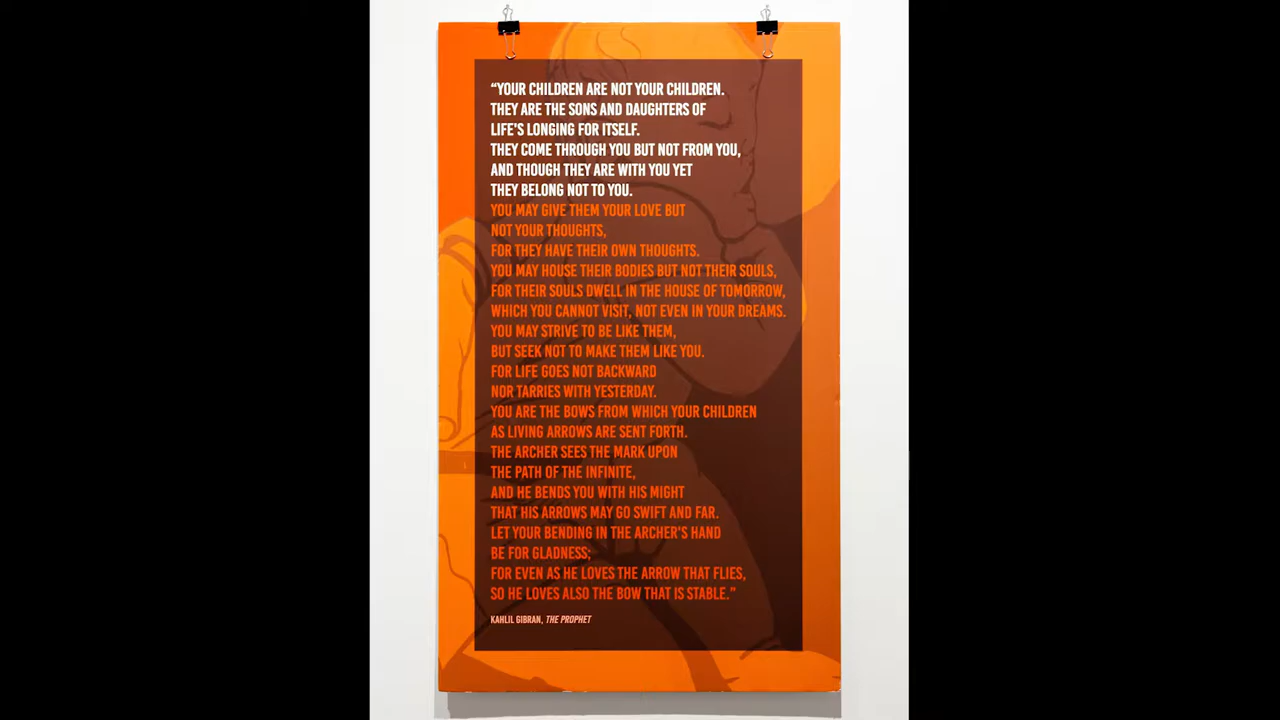 “YOUR CHILDREN ARE NOT YOUR CHILDREN.
THEY ARE THE SONS AND DAUGHTERS OF
LIFE’S LONGING FOR ITSELF.
THEY COME THROUGH YOU BUT NOT FROM YOU,
AND THOUGH THEY ARE WITH YOU YET
THEY BELONG NOT TO YOU.
YOU MAY GIVE THEM YOUR LOVE BUT
NOT YOUR THOUGHTS,
FOR THEY HAVE THEIR OWN THOUGHTS.
YOU MAY HOUSE THEIR BODIES BUT NOT THEIR SOULS,
FOR THEIR SOULS DWELL IN THE HOUSE OF TOMORROW,
WHICH YOU CANNOT VISIT, NOT EVEN IN YOUR DREAMS.
YOU MAY STRIVE TO BE LIKE THEM,
BUT SEEK NOT TO MAKE THEM LIKE YOU.
FOR LIFE GOES NOT BACKWARD
NOR TARRIES WITH YESTERDAY.
YOU ARE THE BOWS FROM WHICH YOUR CHILDREN
AS LIVING ARROWS ARE SENT FORTH.
THE ARCHER SEES THE MARK UPON
THE PATH OF THE INFINITE,
AND HE BENDS YOU WITH HIS MIGHT
THAT HIS ARROWS MAY GO SWIFT AND FAR.
LET YOUR BENDING IN THE ARCHER’S HAND
BE FOR GLADNESS;
FOR EVEN AS HE LOVES THE ARROW THAT FLIES,
SO HE LOVES ALSO THE BOW THAT IS STABLE.”
KAHLIL GIBRAN, THE PROPHET